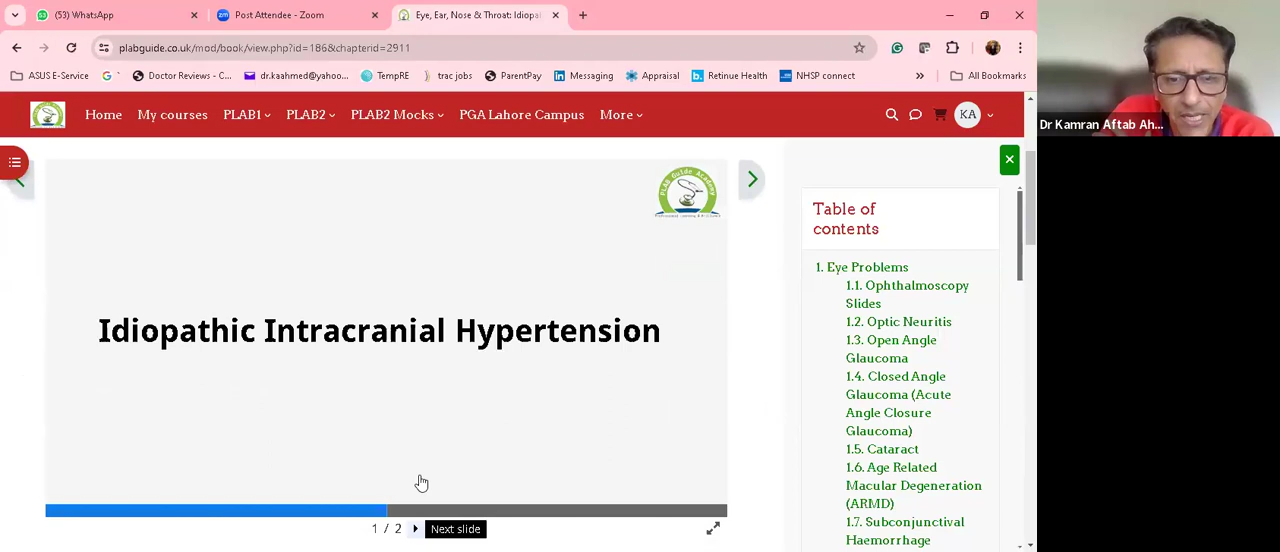 (53) WhatsApp
Post Attendee - Zoom
Eye, Ear, Nose & Throat: Idiopa
plabguide.co.uk/mod/book/view.php?id=186&chapterid=2911
ASUS E-Service
Doctor Reviews - C...
dr.kaahmed@yahoo...
TempRE
trac jobs
ParentPay
Messaging
Appraisal
Retinue Health
NHSP connect
»
All Bookmarks
Home
My courses
PLAB1
PLAB2
PLAB2 Mocks
PGA Lahore Campus
More
KA
Dr Kamran Aftab Ah...
PLAB Guide Academy
Idiopathic Intracranial Hypertension
1 / 2
Next slide
Table of
contents
1. Eye Problems
1.1. Ophthalmoscopy
Slides
1.2. Optic Neuritis
1.3. Open Angle
Glaucoma
1.4. Closed Angle
Glaucoma (Acute
Angle Closure
Glaucoma)
1.5. Cataract
1.6. Age Related
Macular Degeneration
(ARMD)
1.7. Subconjunctival
Haemorrhage